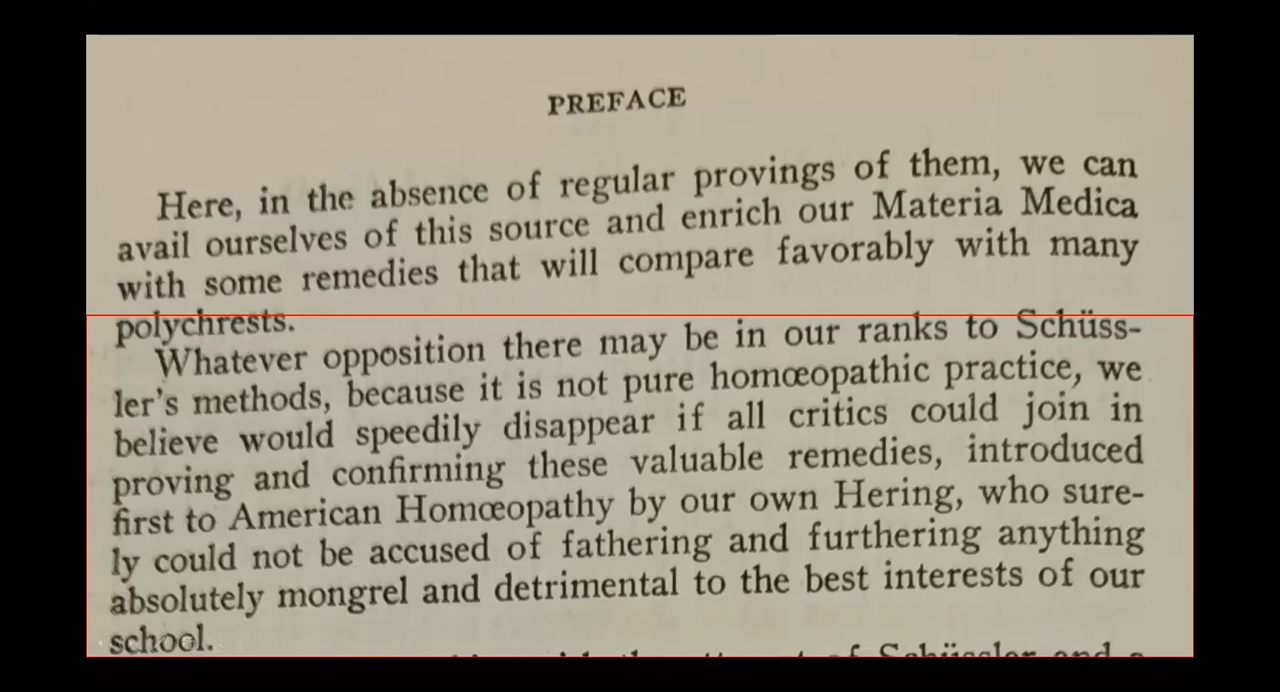 PREFACE
Here, in the absence of regular provings of them, we can
avail ourselves of this source and enrich our Materia Medica
with some remedies that will compare favorably with many
polychrests.
Whatever opposition there may be in our ranks to Schüss-
ler's methods, because it is not pure homœopathic practice, we
believe would speedily disappear if all critics could join in
proving and confirming these valuable remedies, introduced
first to American Homœopathy by our own Hering, who sure-
ly could not be accused of fathering and furthering anything
absolutely mongrel and detrimental to the best interests of our
school.
of Schüssler and a